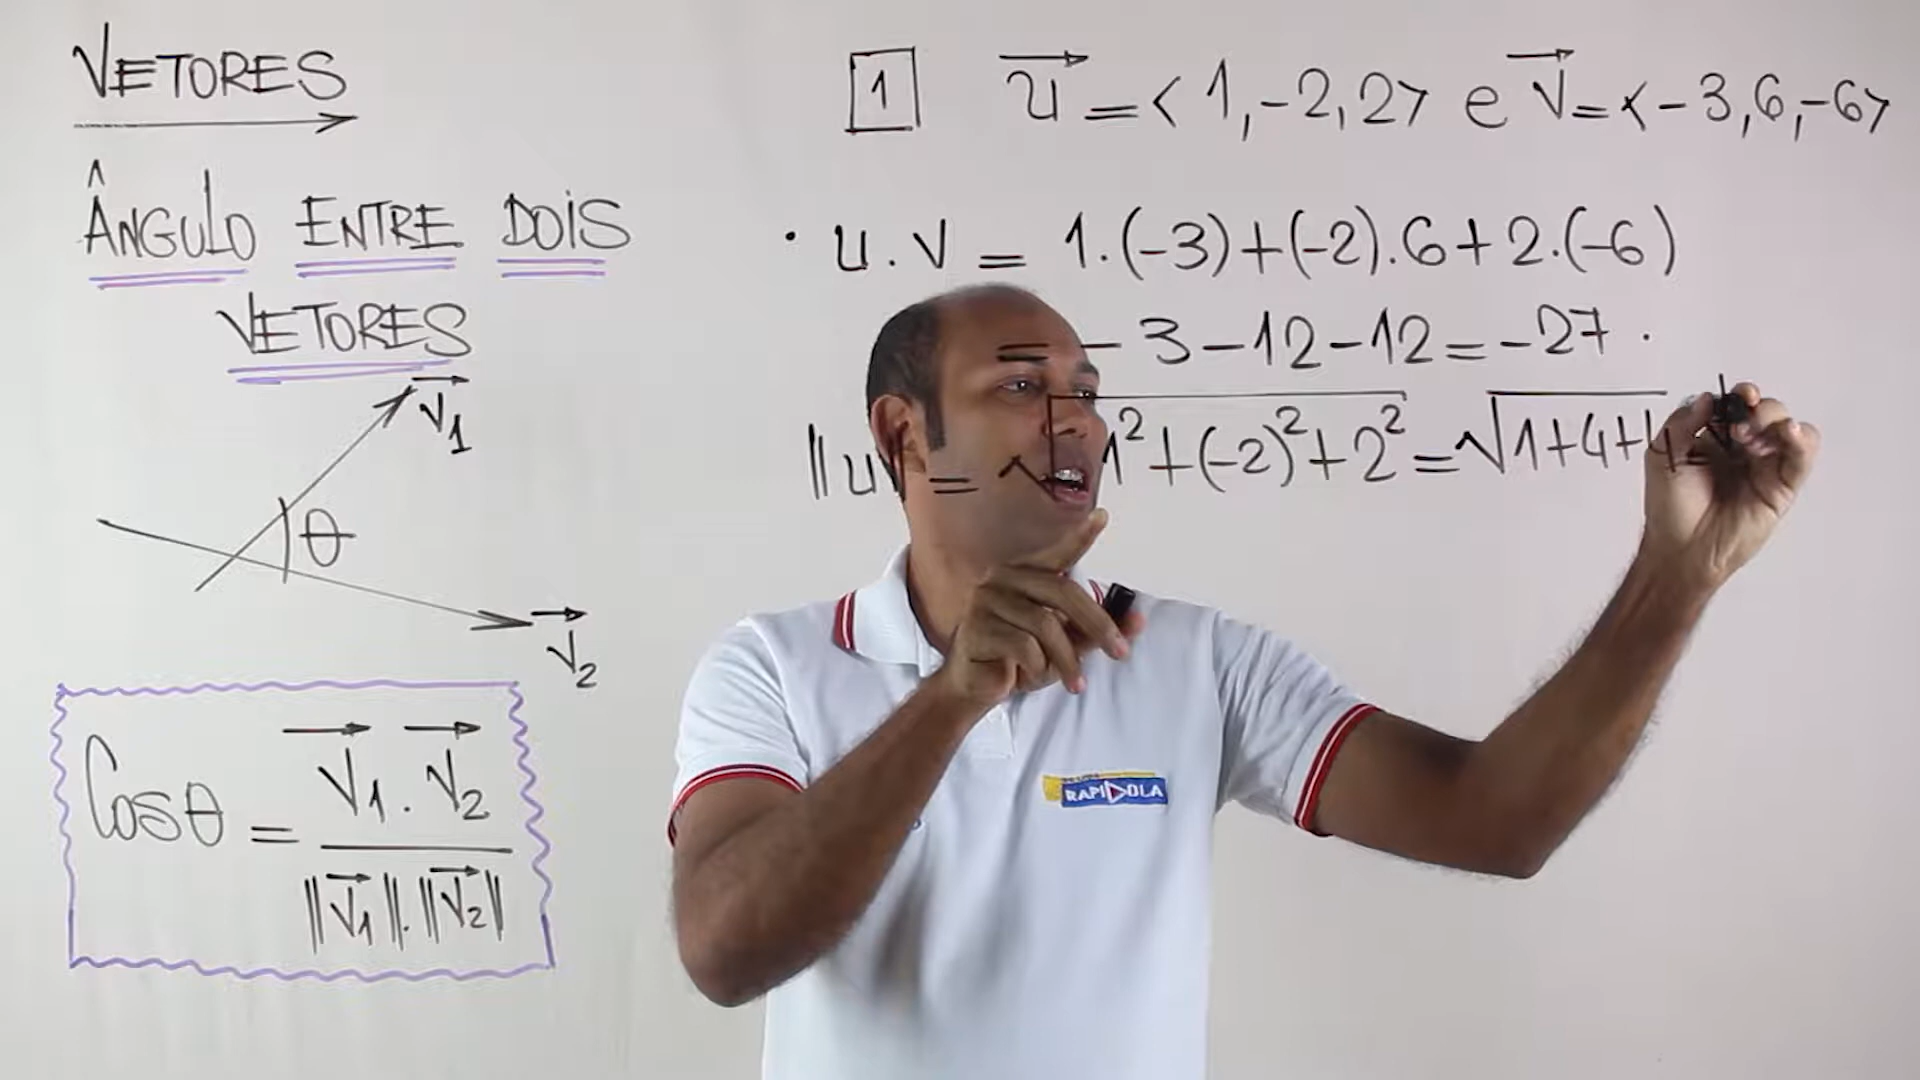 VETORES
ÂNGULO ENTRE DOIS
VETORES
V1
θ
V2
Cosθ = V1 . V2
||V1|| . ||V2||
1 u = < 1, -2, 2 > e v = < -3, 6, -6 >
· u . v = 1.(-3)+(-2).6+2.(-6)
= -3-12-12=-27.
||u|| = √1²+(-2)²+2² = √1+4+4 =
RAPIDOLA